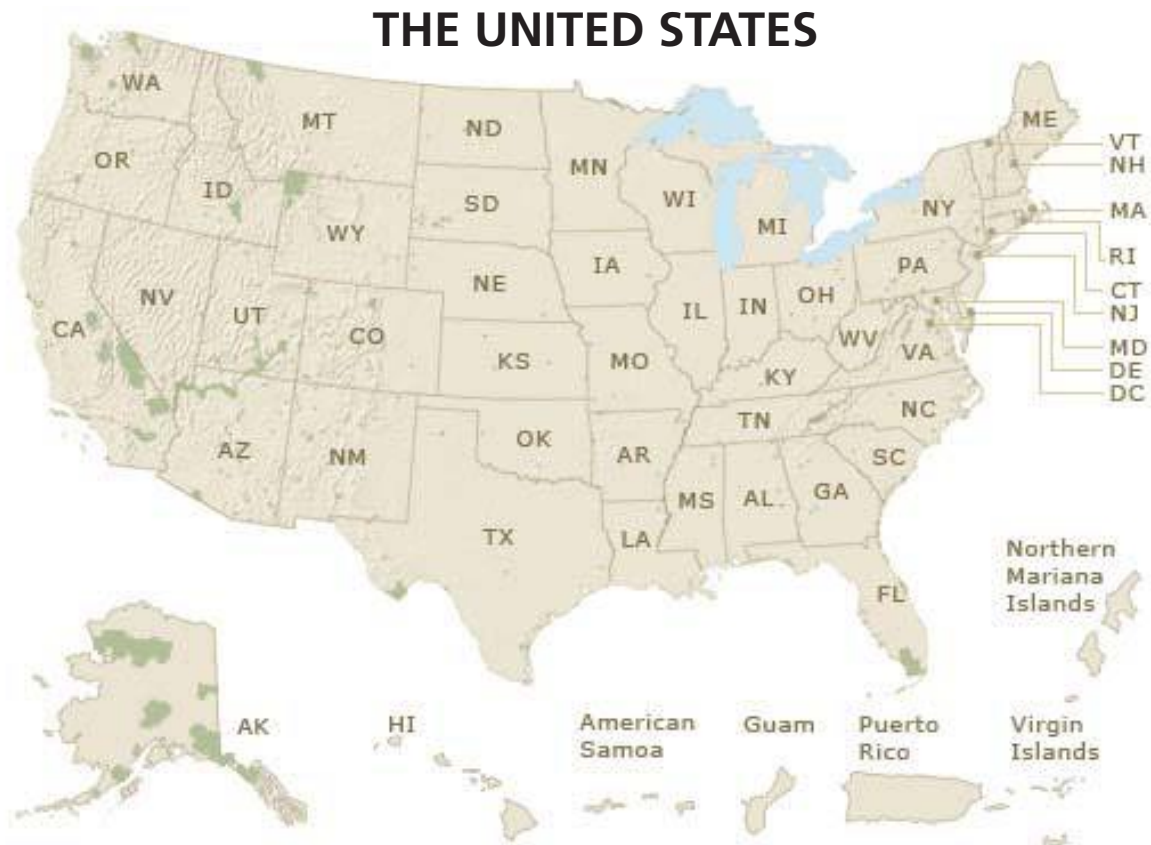 THE UNITED STATES
WA
MT
ND
MN
ME
VT
NH
OR
ID
SD
WI
MI
NY
MA
WY
RI
NE
IA
PA
CT
NV
UT
CA
CO
IL
IN
OH
NJ
WV
VA
MD
KS
MO
KY
DE
DC
AZ
NM
OK
AR
TN
NC
SC
MS
AL
GA
TX
LA
FL
Northern
Mariana
Islands
AK
HI
American
Samoa
Guam
Puerto
Rico
Virgin
Islands